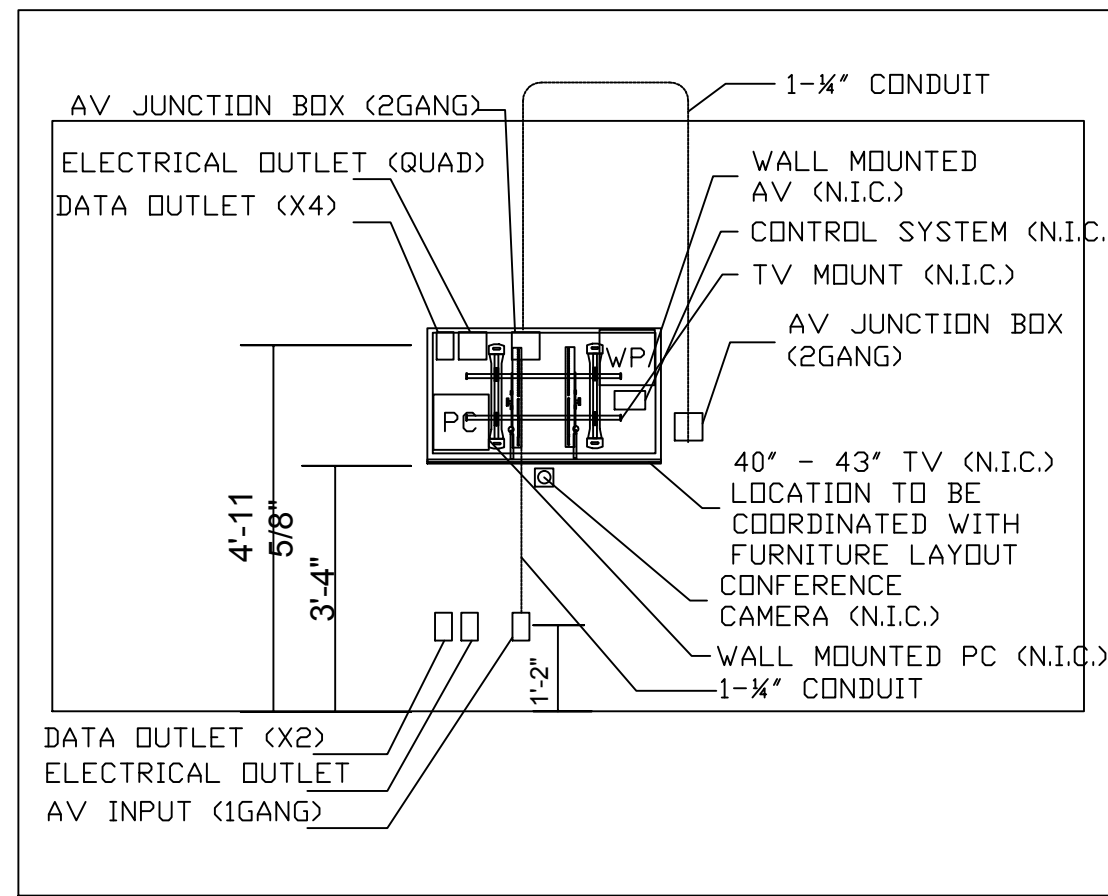 1-¼" CONDUIT
AV JUNCTION BOX (2GANG)
ELECTRICAL OUTLET (QUAD)
DATA OUTLET (X4)
WALL MOUNTED
AV (N.I.C.)
CONTROL SYSTEM (N.I.C.
TV MOUNT (N.I.C.)
AV JUNCTION BOX
(2GANG)
WP
PC
40" - 43" TV (N.I.C.)
LOCATION TO BE
COORDINATED WITH
FURNITURE LAYOUT
CONFERENCE
CAMERA (N.I.C.)
WALL MOUNTED PC (N.I.C.)
1-¼" CONDUIT
4'-11
5/8"
3'-4"
1'-2"
DATA OUTLET (X2)
ELECTRICAL OUTLET
AV INPUT (1GANG)